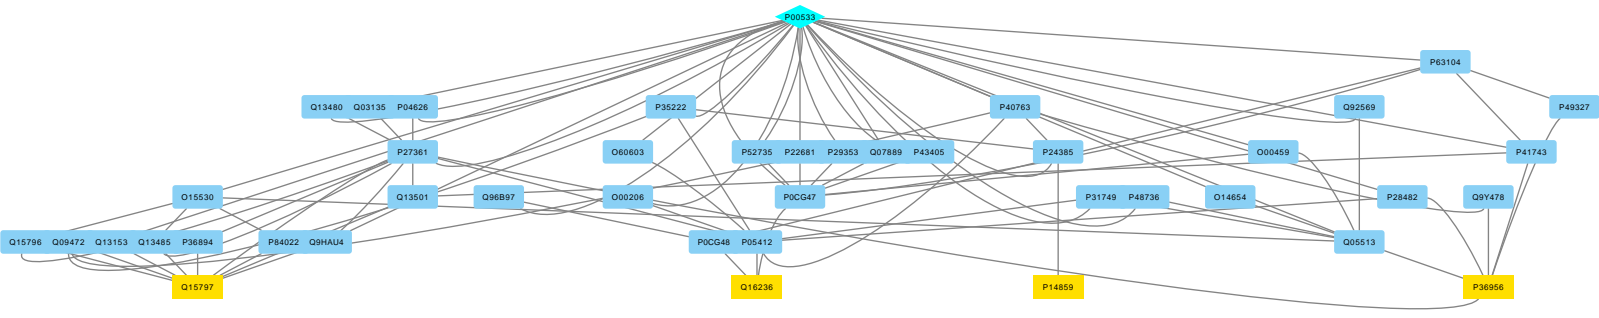 P00533
P63104
Q13480 Q03135 P04626 P35222 P40763 Q92569 P49327
P27361 O60603 P52735 P22681 P29353 Q07889 P43405 P24385 O00459 P41743
O15530 Q13501 Q96B97 O00206 P0CG47 P31749 P48736 O14654 P28482 Q9Y478
Q15796 Q09472 Q13153 Q13485 P36894 P84022 Q9HAU4 P0CG48 P05412 Q05513
Q15797 Q16236 P14859 P36956